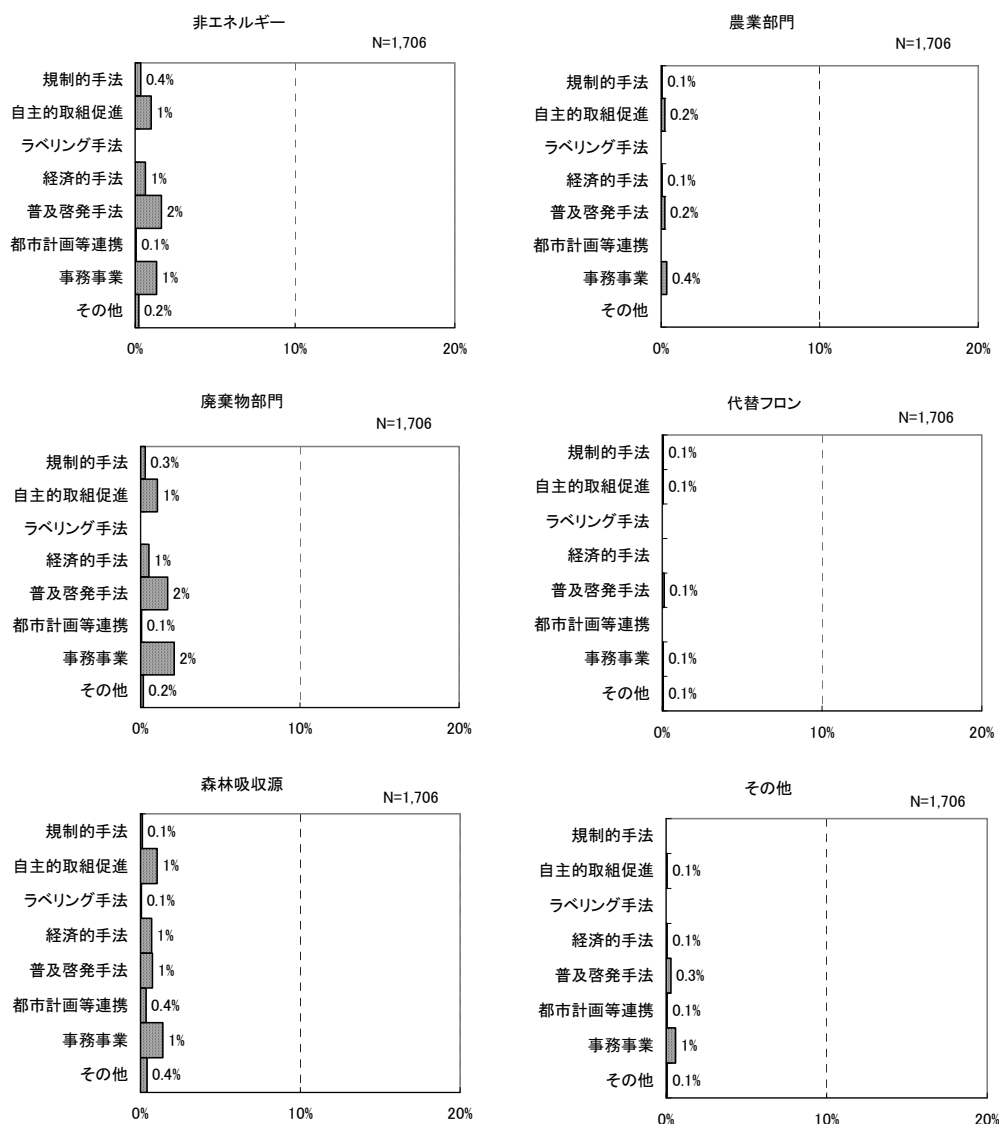 非エネルギー
N=1,706
規制的手法 0.4%
自主的取組促進 1%
ラベリング手法
経済的手法 1%
普及啓発手法 2%
都市計画等連携 0.1%
事務事業 1%
その他 0.2%
0% 10% 20%
農業部門
N=1,706
規制的手法 0.1%
自主的取組促進 0.2%
ラベリング手法
経済的手法 0.1%
普及啓発手法 0.2%
都市計画等連携
事務事業 0.4%
その他
0% 10% 20%
廃棄物部門
N=1,706
規制的手法 0.3%
自主的取組促進 1%
ラベリング手法
経済的手法 1%
普及啓発手法 2%
都市計画等連携 0.1%
事務事業 2%
その他 0.2%
0% 10% 20%
代替フロン
N=1,706
規制的手法 0.1%
自主的取組促進 0.1%
ラベリング手法
経済的手法
普及啓発手法 0.1%
都市計画等連携
事務事業 0.1%
その他 0.1%
0% 10% 20%
森林吸収源
N=1,706
規制的手法 0.1%
自主的取組促進 1%
ラベリング手法 0.1%
経済的手法 1%
普及啓発手法 1%
都市計画等連携 0.4%
事務事業 1%
その他 0.4%
0% 10% 20%
その他
N=1,706
規制的手法
自主的取組促進 0.1%
ラベリング手法
経済的手法 0.1%
普及啓発手法 0.3%
都市計画等連携 0.1%
事務事業 1%
その他 0.1%
0% 10% 20%